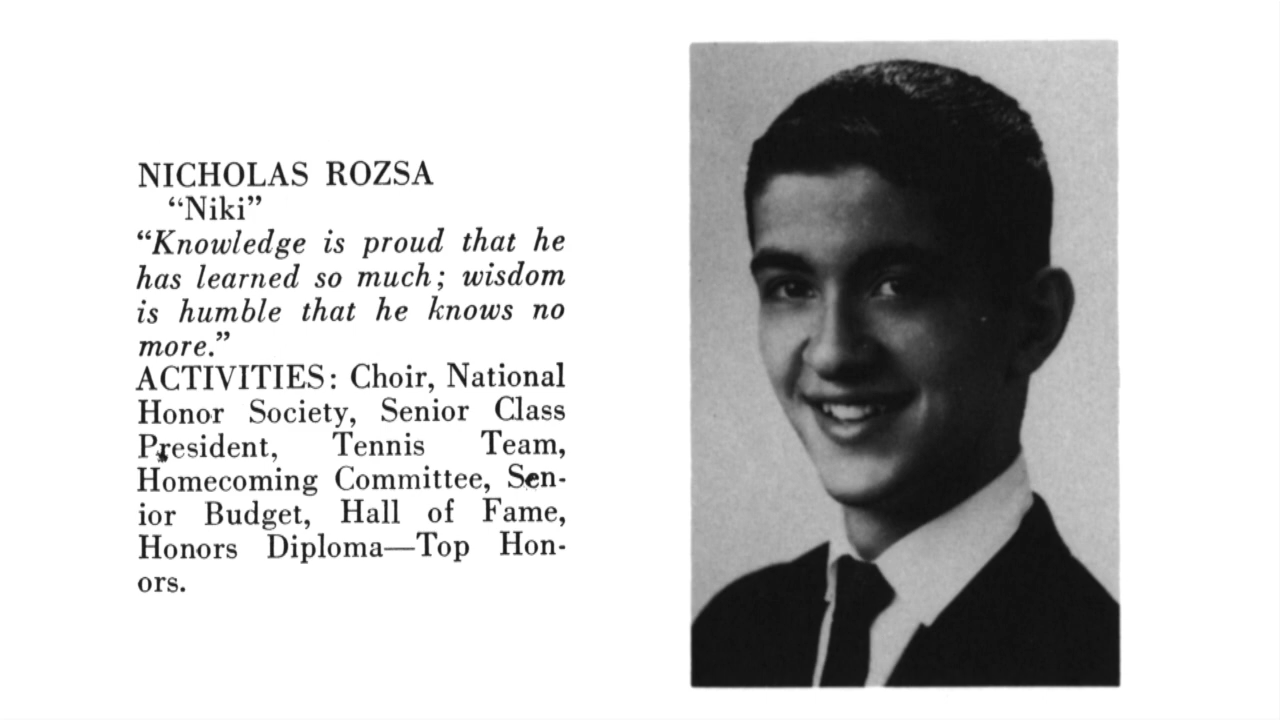 NICHOLAS ROZSA
“Niki”
“Knowledge is proud that he
has learned so much; wisdom
is humble that he knows no
more.”
ACTIVITIES: Choir, National
Honor Society, Senior Class
President, Tennis Team,
Homecoming Committee, Sen-
ior Budget, Hall of Fame,
Honors Diploma—Top Hon-
ors.